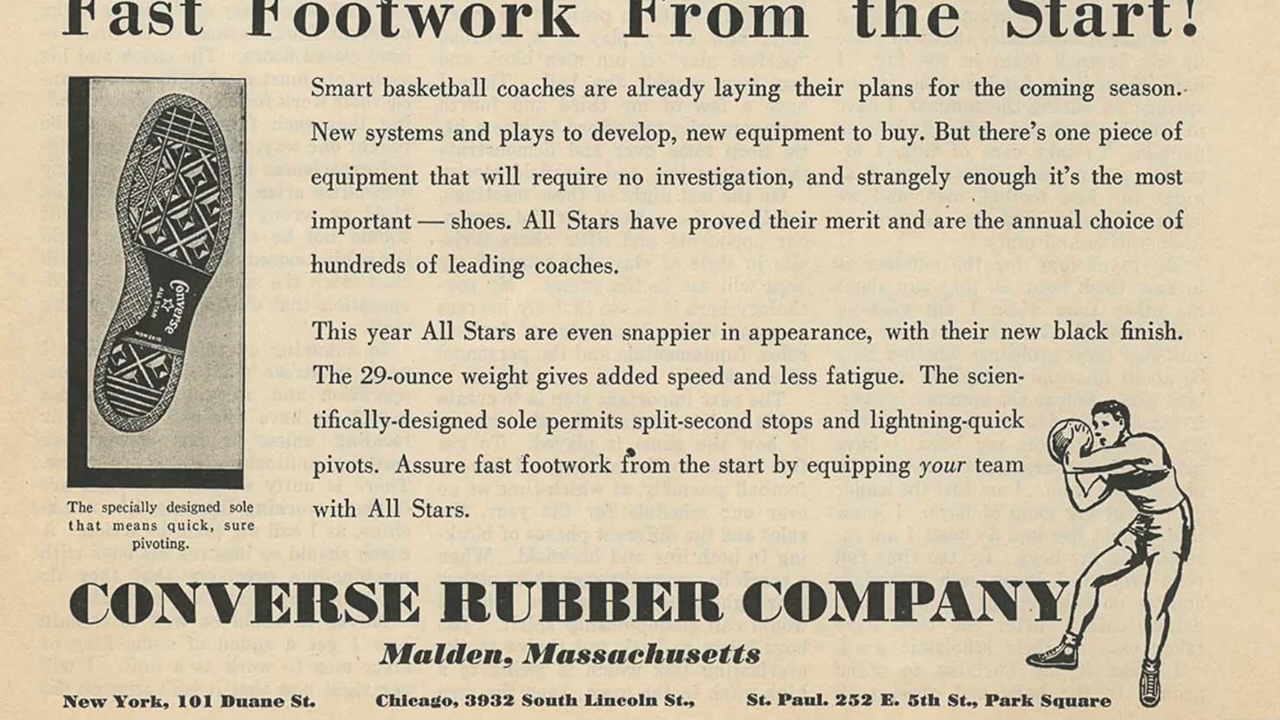 Fast Footwork From the Start!
Smart basketball coaches are already laying their plans for the coming season.
New systems and plays to develop, new equipment to buy. But there's one piece of
equipment that will require no investigation, and strangely enough it's the most
important — shoes. All Stars have proved their merit and are the annual choice of
hundreds of leading coaches.
This year All Stars are even snappier in appearance, with their new black finish.
The 29-ounce weight gives added speed and less fatigue. The scien-
tifically-designed sole permits split-second stops and lightning-quick
pivots. Assure fast footwork from the start by equipping your team
with All Stars.
Converse
ALL STAR
The specially designed sole
that means quick, sure
pivoting.
CONVERSE RUBBER COMPANY
Malden, Massachusetts
New York, 101 Duane St. Chicago, 3932 South Lincoln St., St. Paul. 252 E. 5th St., Park Square